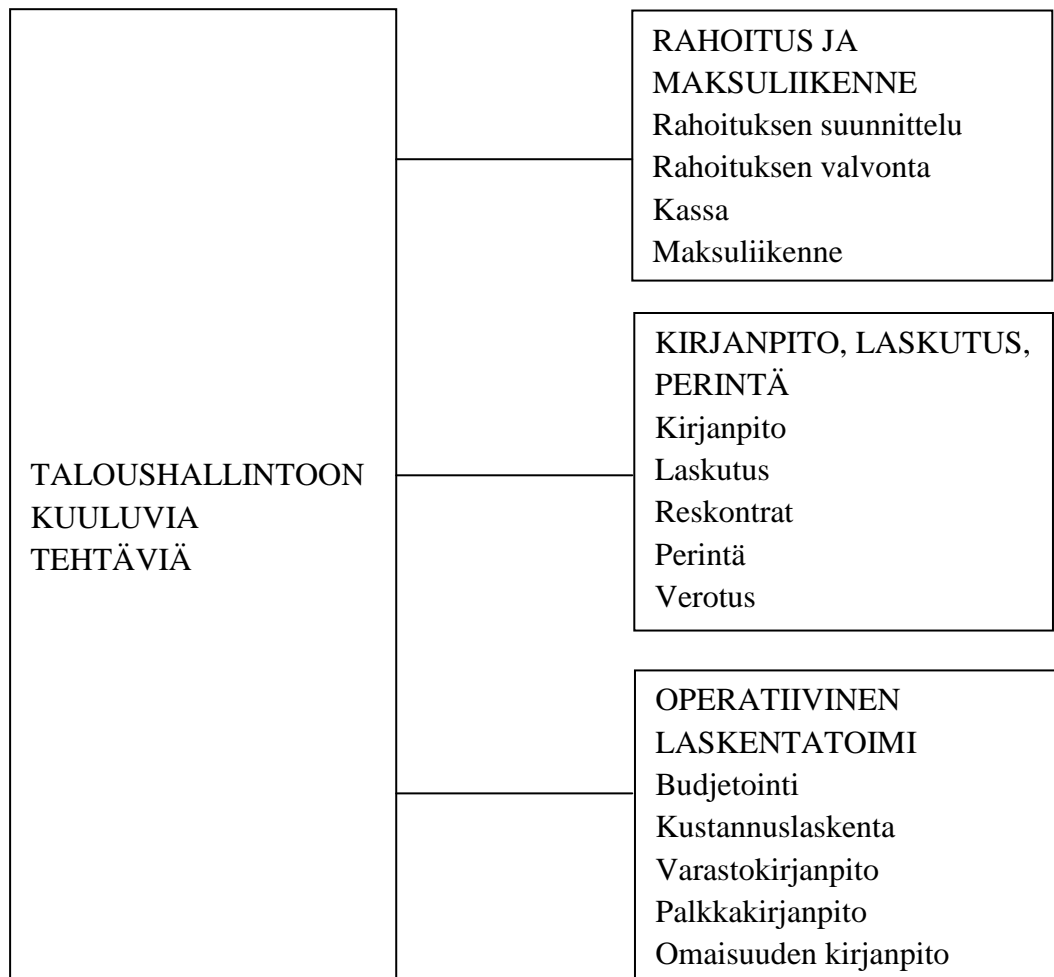 TALOUSHALLINTOON
KUULUVIA
TEHTÄVIÄ
RAHOITUS JA
MAKSULIIKENNE
Rahoituksen suunnittelu
Rahoituksen valvonta
Kassa
Maksuliikenne
KIRJANPITO, LASKUTUS,
PERINTÄ
Kirjanpito
Laskutus
Reskontrat
Perintä
Verotus
OPERATIIVINEN
LASKENTATOIMI
Budjetointi
Kustannuslaskenta
Varastokirjanpito
Palkkakirjanpito
Omaisuuden kirjanpito